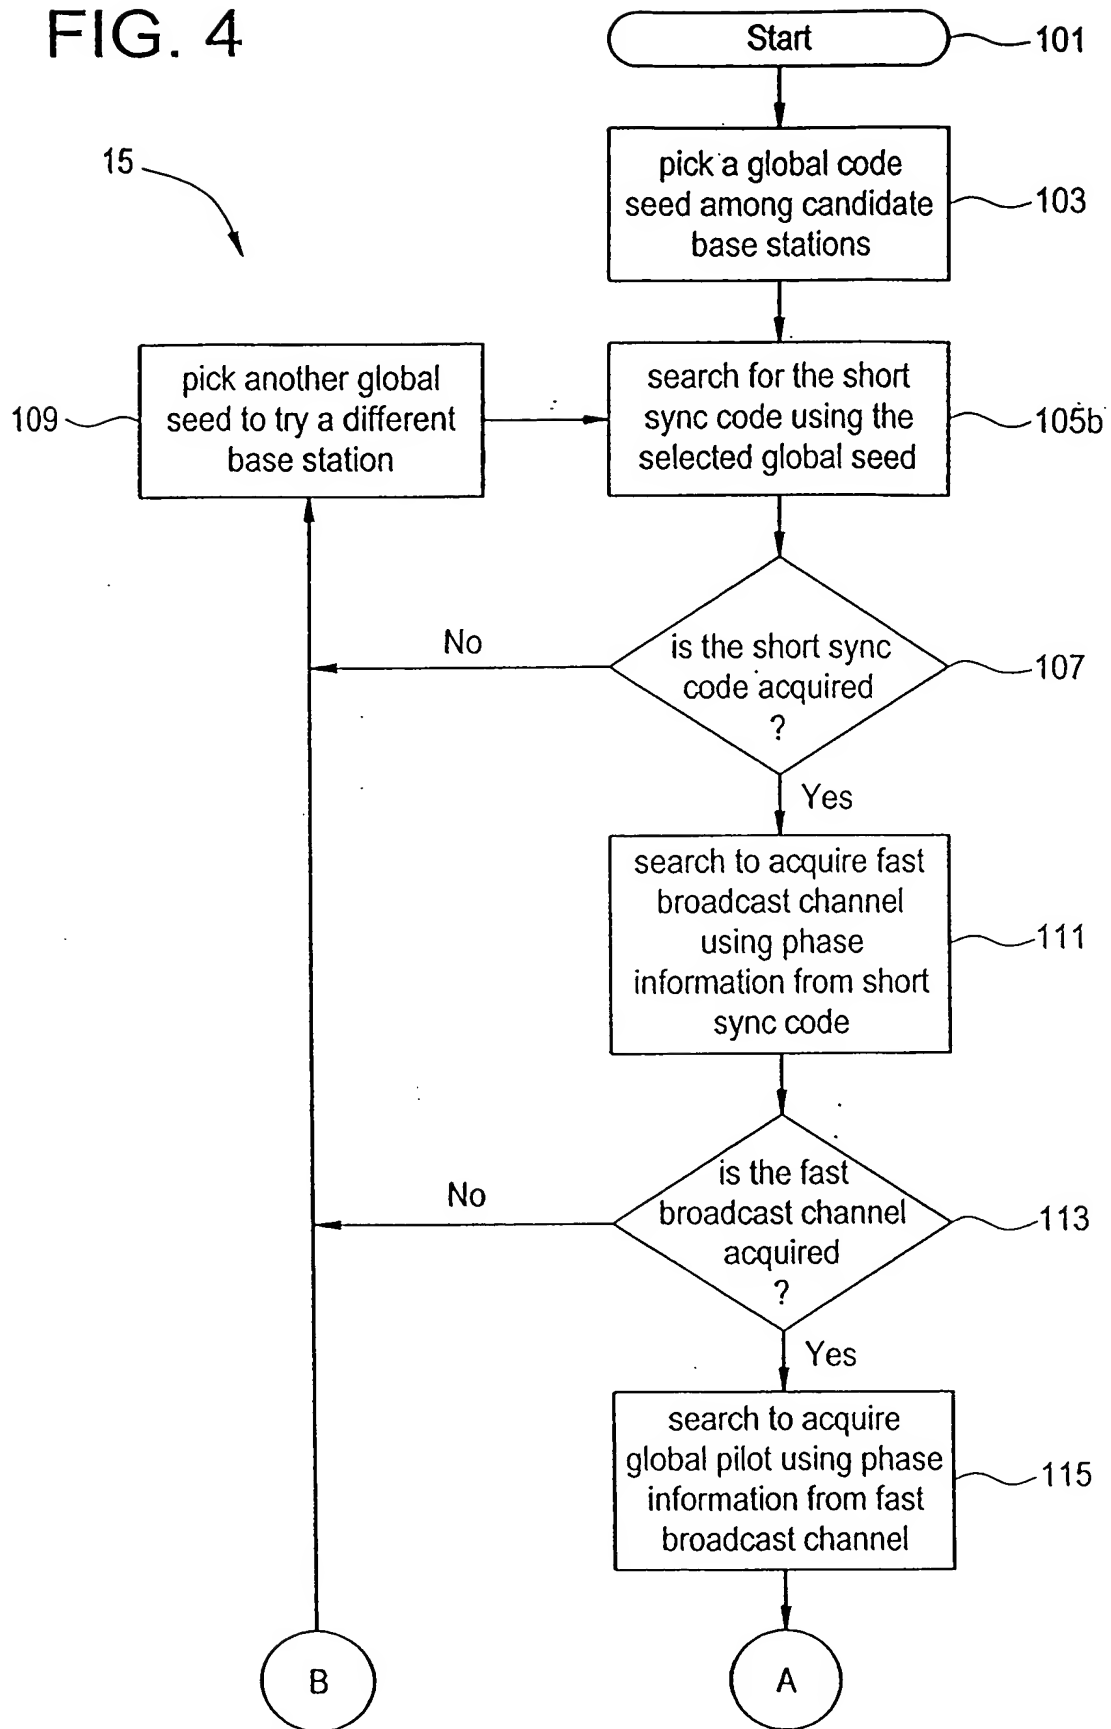 FIG. 4
Start
101
15
pick a global code
seed among candidate
base stations
103
pick another global
seed to try a different
base station
109
search for the short
sync code using the
selected global seed
105b
No
is the short sync
code acquired
?
107
Yes
search to acquire fast
broadcast channel
using phase
information from short
sync code
111
No
is the fast
broadcast channel
acquired
?
113
Yes
search to acquire
global pilot using phase
information from fast
broadcast channel
115
B
A